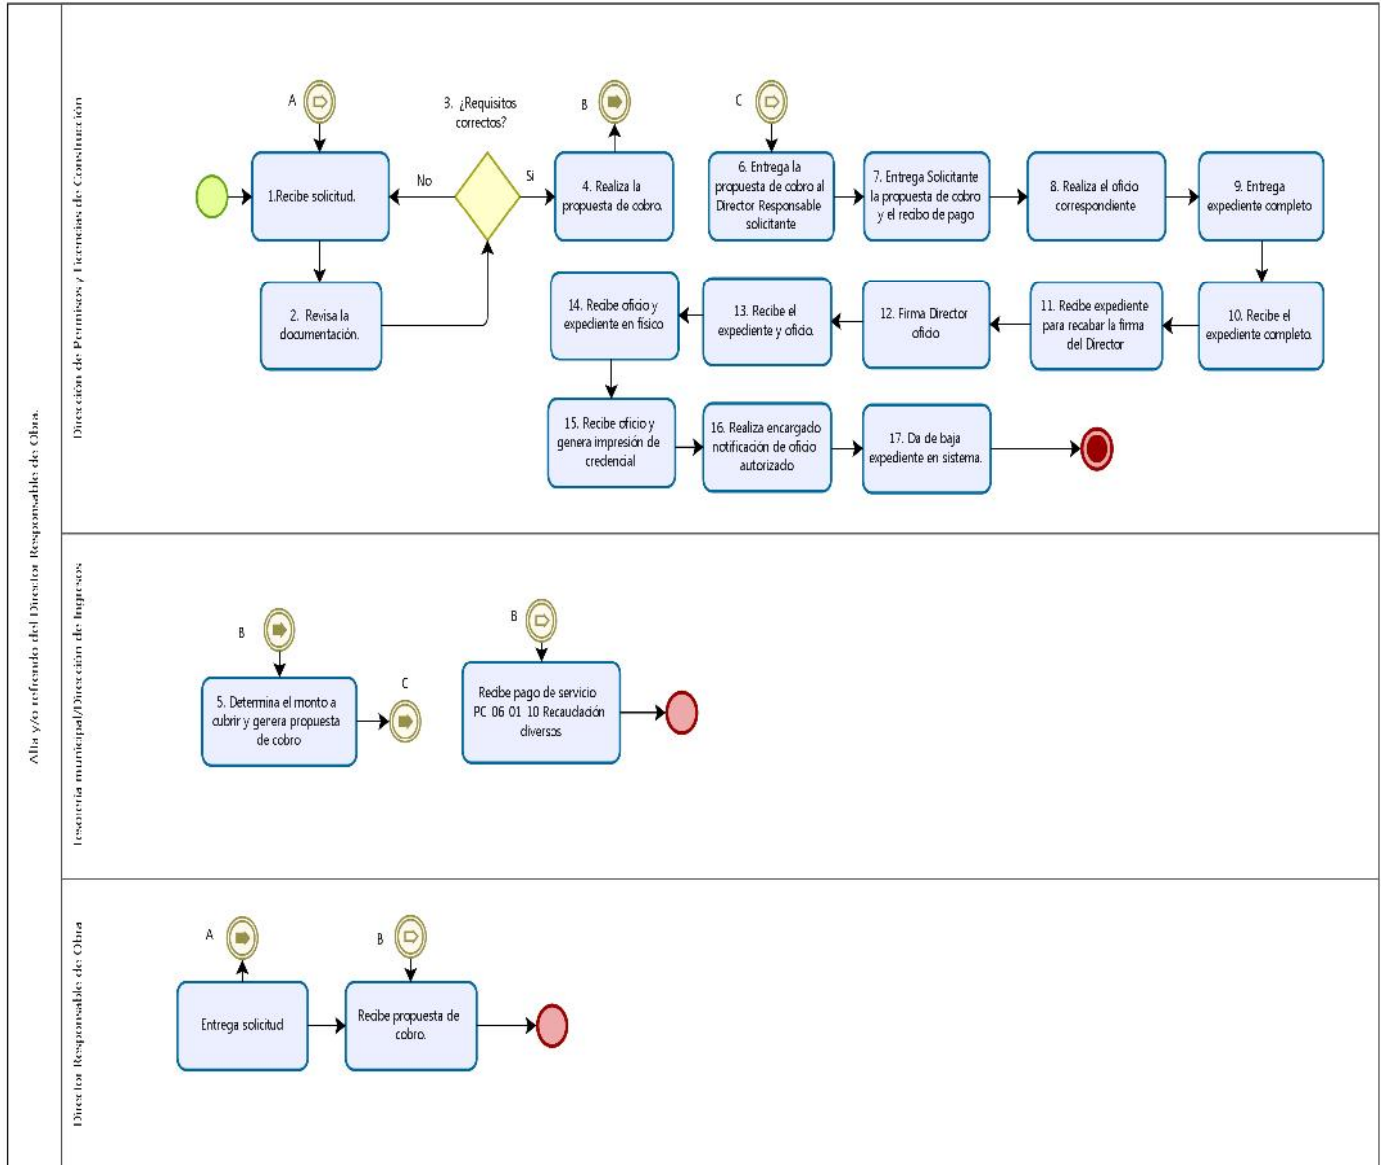 Alta y/o refrendo del Director Responsable de Obra.
Dirección de Permisos y Licencias de Construcción
A
3. ¿Requisitos
correctos?
B
C
1.Recibe solicitud.
No
Si
4. Realiza la
propuesta de cobro.
6. Entrega la
propuesta de cobro al
Director Responsable
solicitante
7. Entrega Solicitante
la propuesta de cobro
y el recibo de pago
8. Realiza el oficio
correspondiente
9. Entrega
expediente completo
2. Revisa la
documentación.
14. Recibe oficio y
expediente en físico
13. Recibe el
expediente y oficio.
12. Firma Director
oficio
11. Recibe expediente
para recabar la firma
del Director
10. Recibe el
expediente completo.
15. Recibe oficio y
genera impresión de
credencial
16. Realiza encargado
notificación de oficio
autorizado
17. Da de baja
expediente en sistema.
Tesorería municipal/Dirección de Ingresos
B
5. Determina el monto a
cubrir y genera propuesta
de cobro
C
B
Recibe pago de servicio
PC 06 01 10 Recaudación
diversos
Director Responsable de Obra
A
Entrega solicitud
B
Recibe propuesta de
cobro.